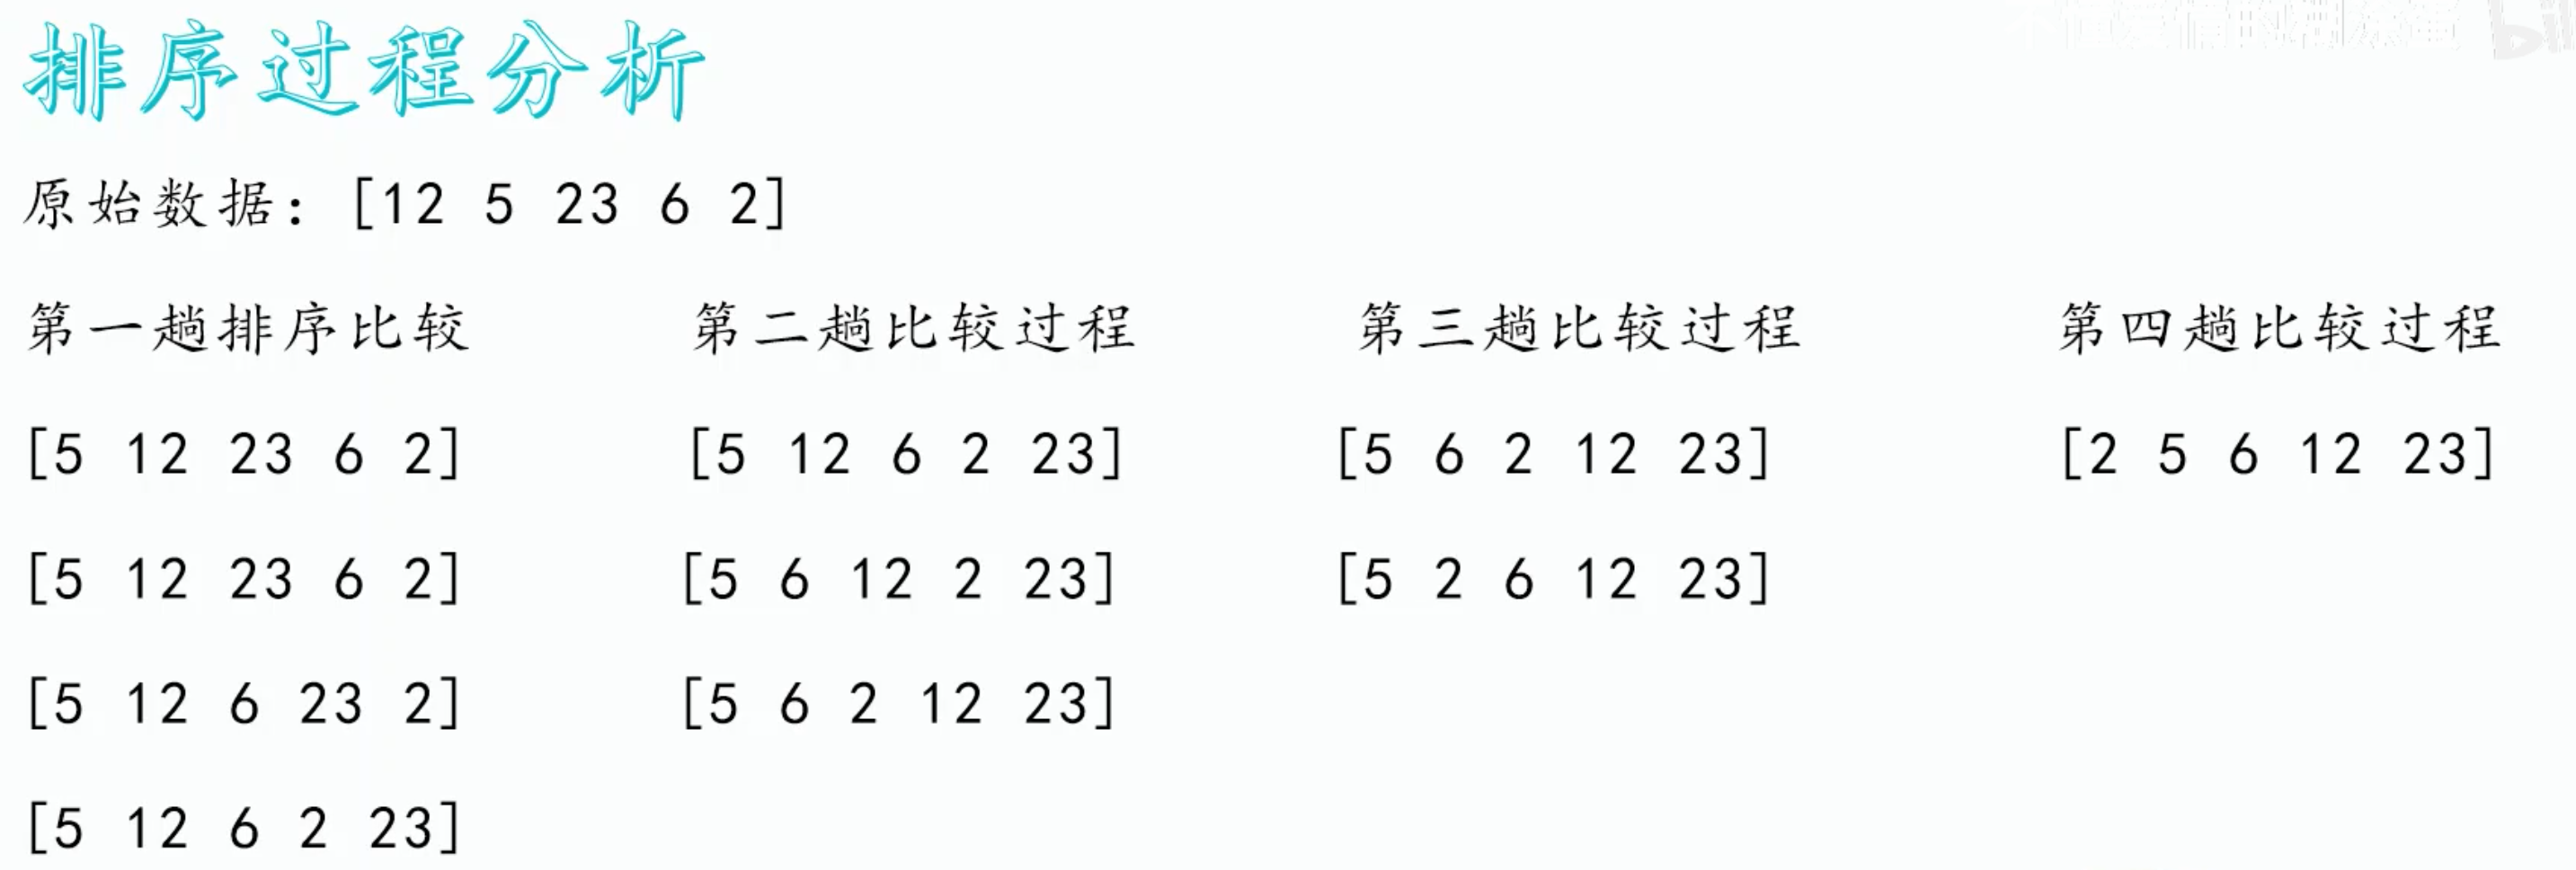 排序过程分析
原始数据：[12 5 23 6 2]
第一趟排序比较 第二趟比较过程 第三趟比较过程 第四趟比较过程
[5 12 23 6 2] [5 12 6 2 23] [5 6 2 12 23] [2 5 6 12 23]
[5 12 23 6 2] [5 6 12 2 23] [5 2 6 12 23]
[5 12 6 23 2] [5 6 2 12 23]
[5 12 6 2 23]